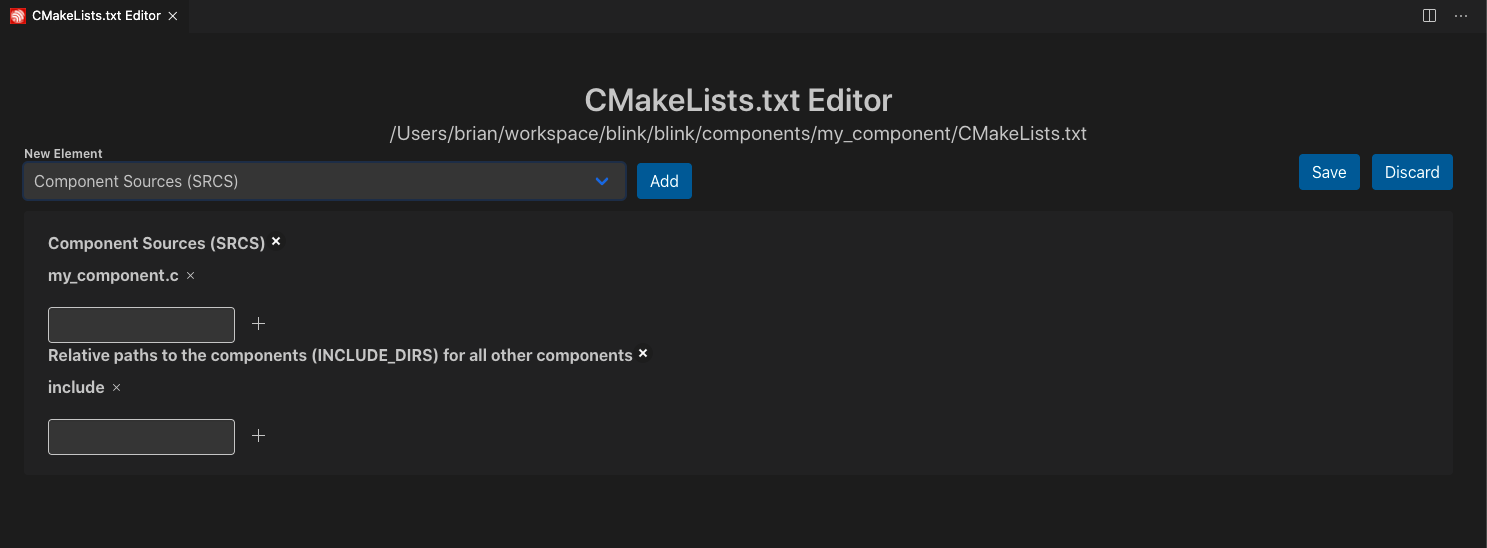 CMakeLists.txt Editor
CMakeLists.txt Editor
/Users/brian/workspace/blink/blink/components/my_component/CMakeLists.txt
New Element
Component Sources (SRCS)
Add
Save
Discard
Component Sources (SRCS)
my_component.c
Relative paths to the components (INCLUDE_DIRS) for all other components
include